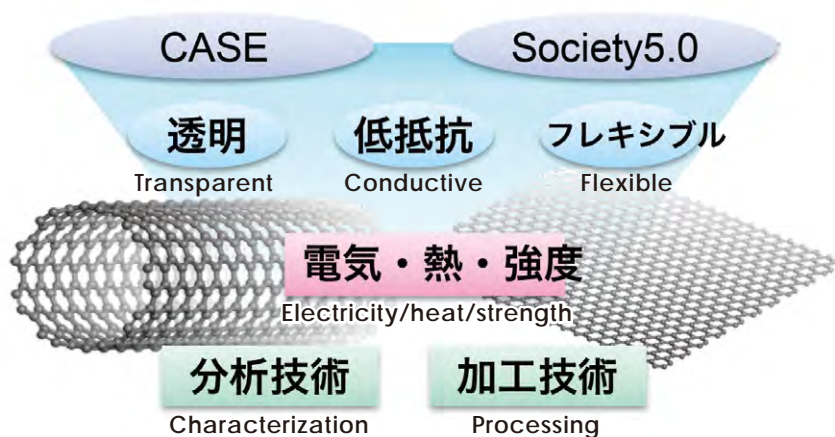 CASE
Society5.0
透明
Transparent
低抵抗
Conductive
フレキシブル
Flexible
電気・熱・強度
Electricity/heat/strength
分析技術
Characterization
加工技術
Processing